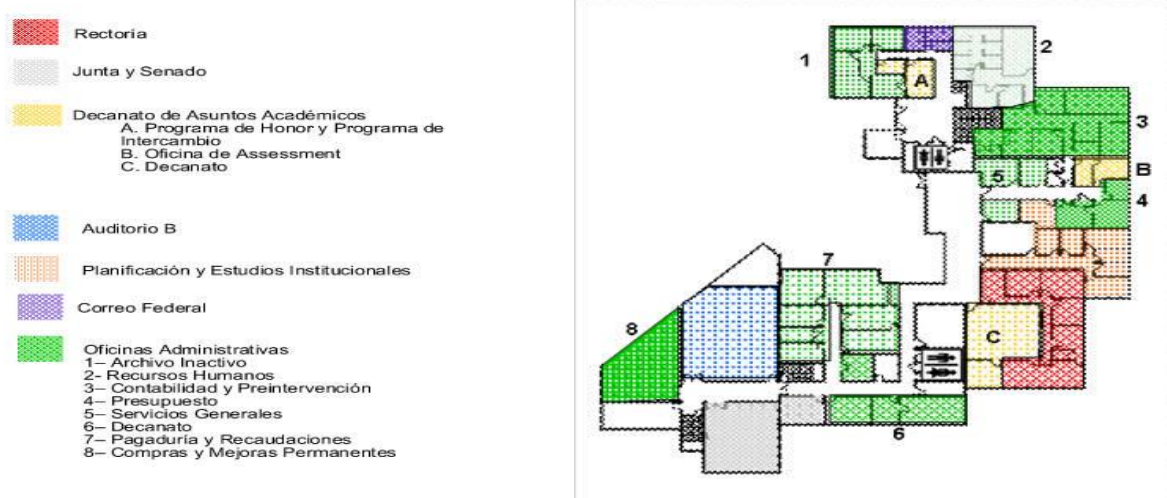 Rectoría
Junta y Senado
Decanato de Asuntos Académicos
A. Programa de Honor y Programa de
Intercambio
B. Oficina de Assessment
C. Decanato
Auditorio B
Planificación y Estudios Institucionales
Correo Federal
Oficinas Administrativas
1– Archivo Inactivo
2- Recursos Humanos
3– Contabilidad y Preintervención
4– Presupuesto
5– Servicios Generales
6– Decanato
7– Pagaduría y Recaudaciones
8– Compras y Mejoras Permanentes
1
2
A
3
5
B
4
7
8
C
6